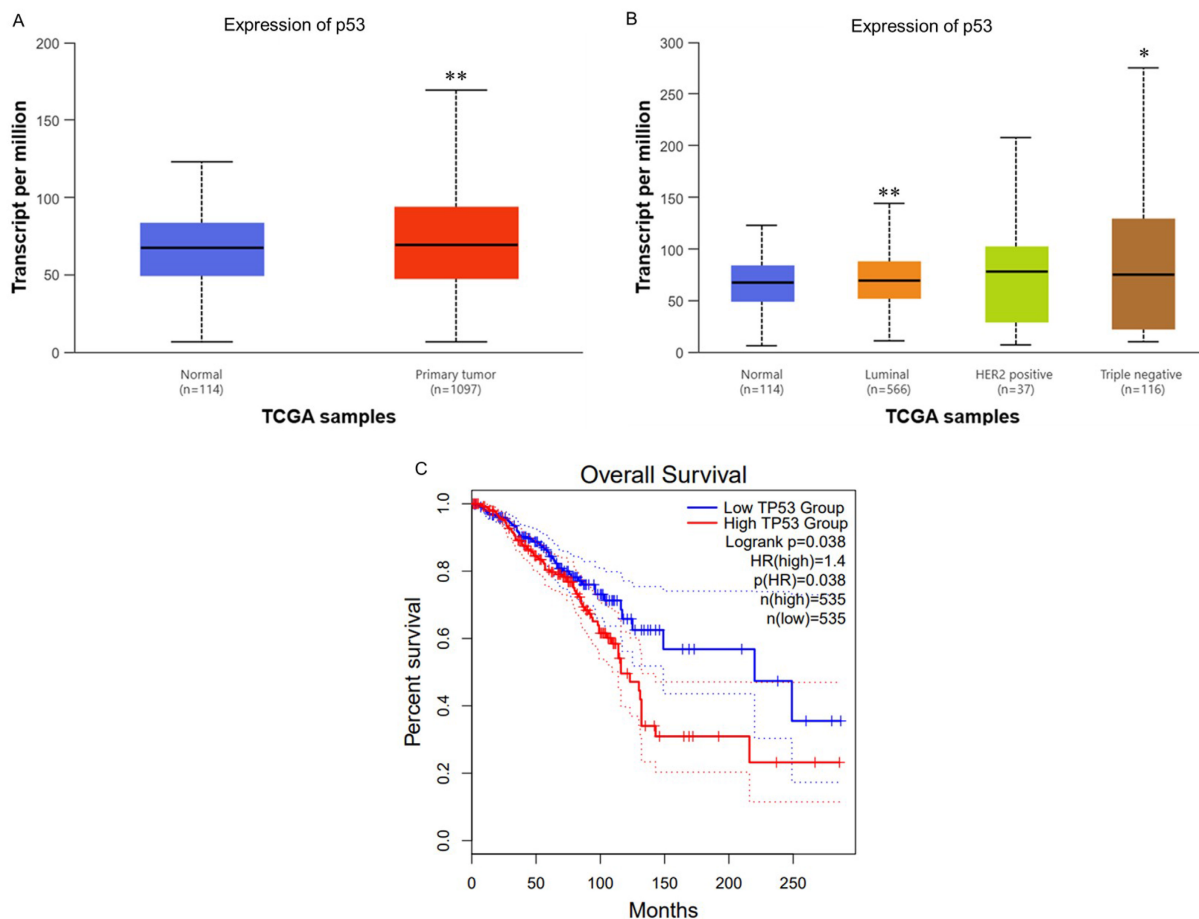 A
Expression of p53
Transcript per million
200
150
100
50
0
**
Normal
(n=114)
Primary tumor
(n=1097)
TCGA samples
B
Expression of p53
Transcript per million
300
250
200
150
100
50
0
**
*
Normal
(n=114)
Luminal
(n=566)
HER2 positive
(n=37)
Triple negative
(n=116)
TCGA samples
C
Overall Survival
Percent survival
1.0
0.8
0.6
0.4
0.2
0.0
Low TP53 Group
High TP53 Group
Logrank p=0.038
HR(high)=1.4
p(HR)=0.038
n(high)=535
n(low)=535
0 50 100 150 200 250
Months